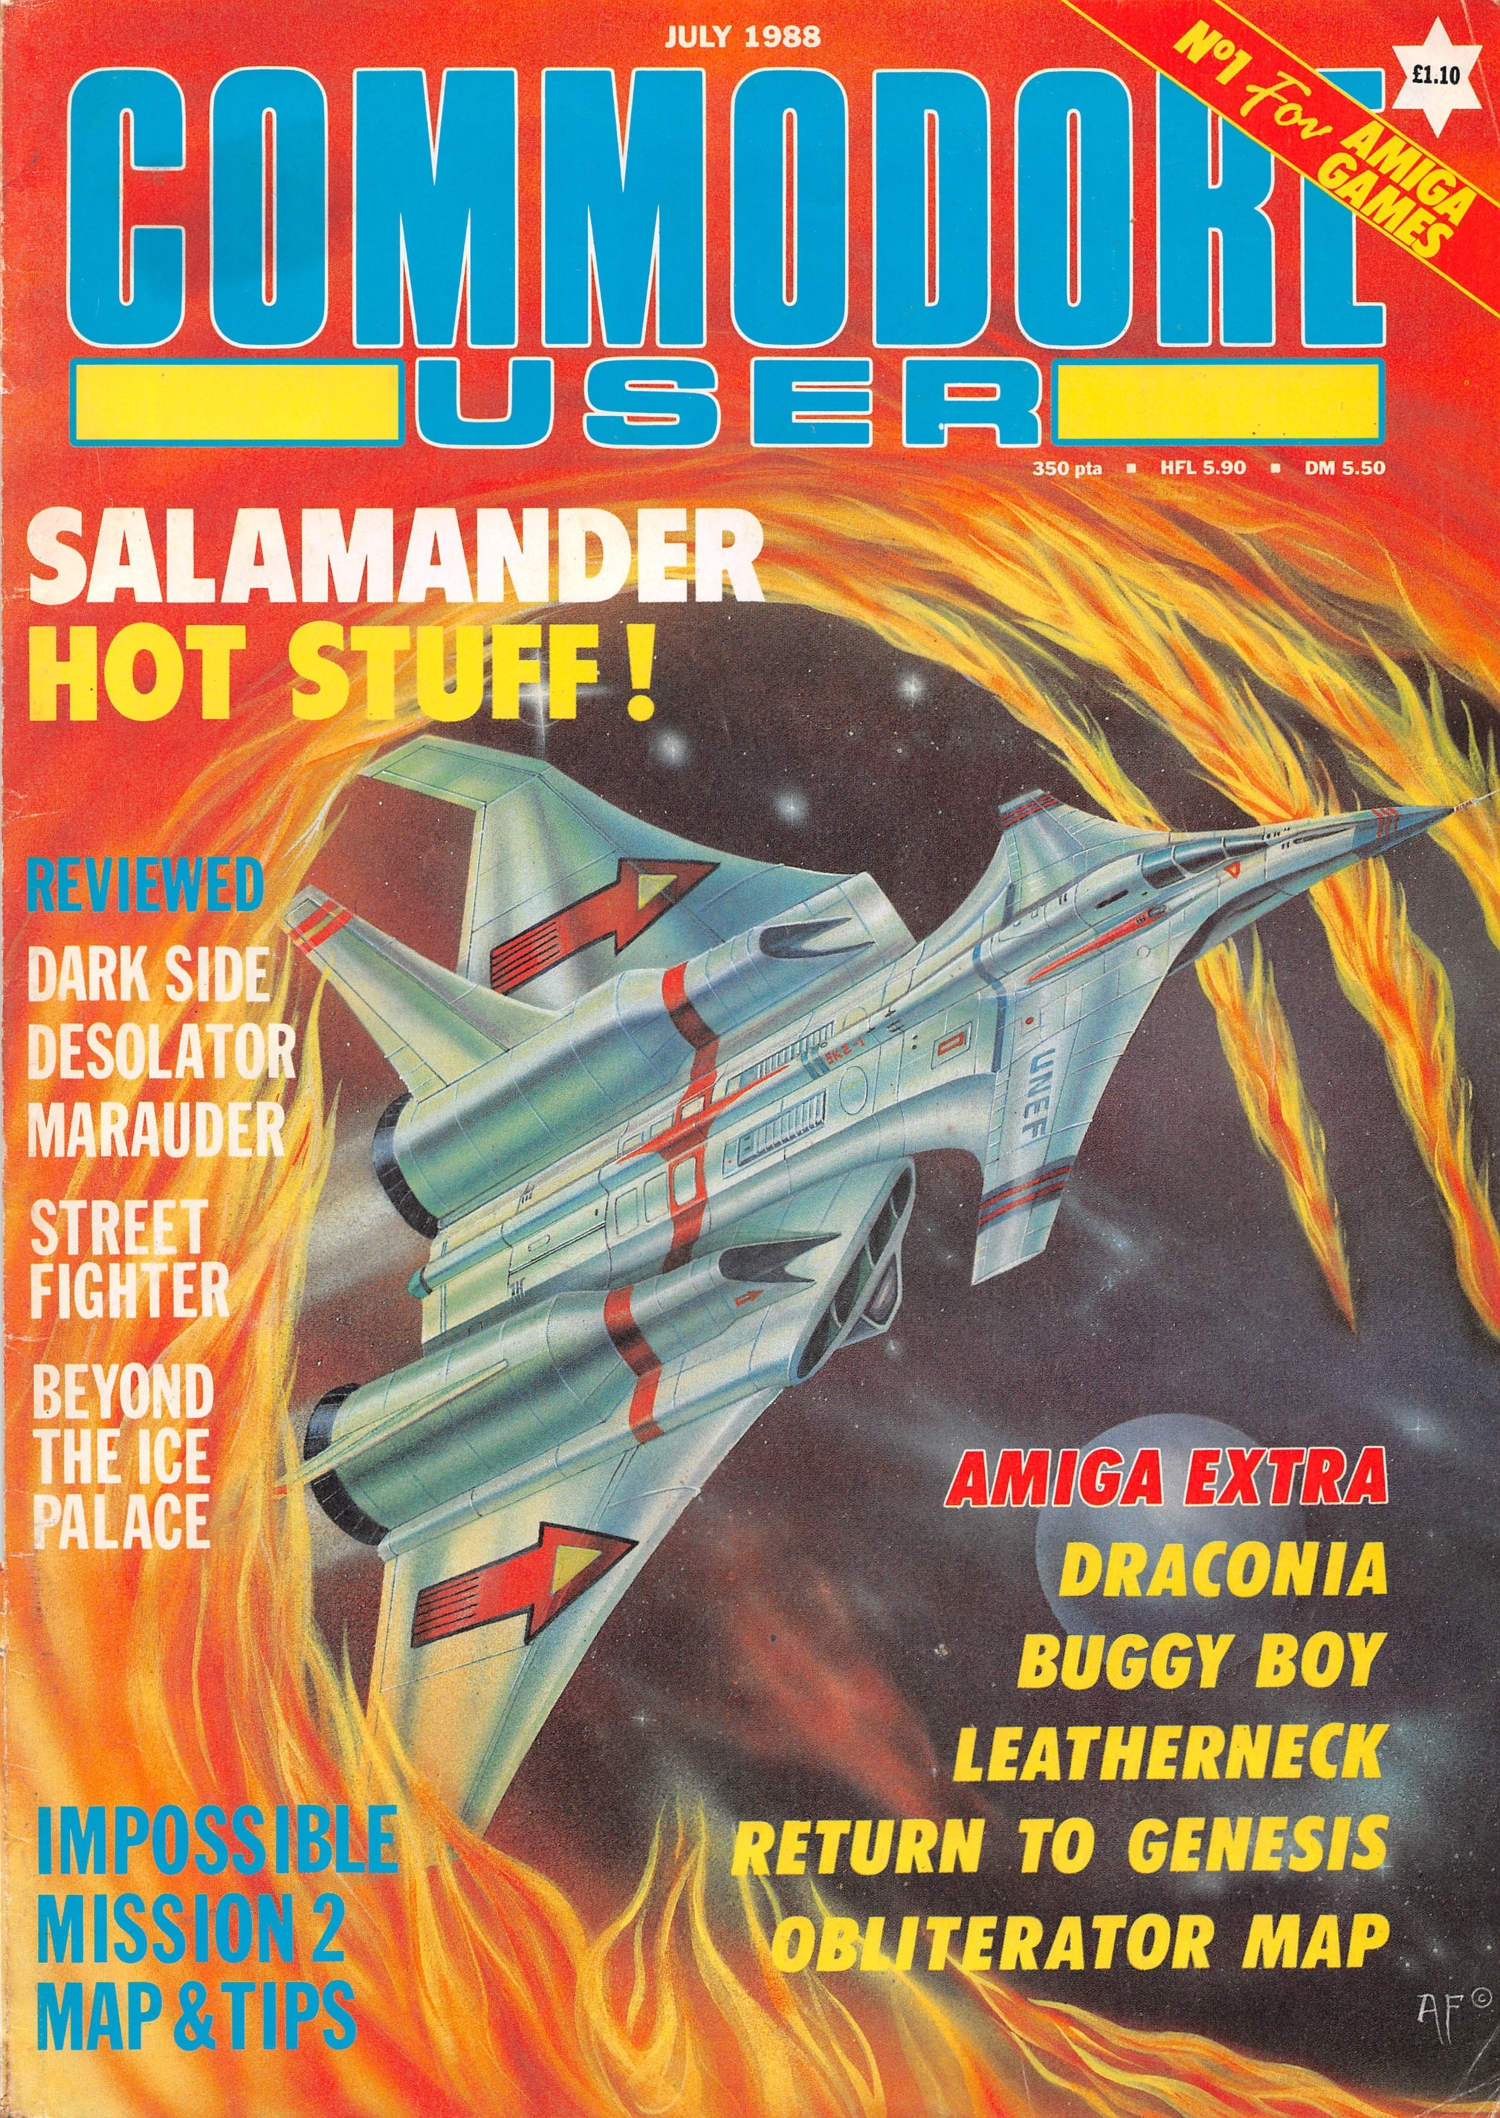 JULY 1988
£1.10
Nº1 For
AMIGA
GAMES
COMMODORE
USER
350 pta ■ HFL 5.90 ■ DM 5.50
SALAMANDER
HOT STUFF!
REVIEWED
DARK SIDE
DESOLATOR
MARAUDER
STREET
FIGHTER
BEYOND
THE ICE
PALACE
IMPOSSIBLE
MISSION 2
MAP & TIPS
UNEF
AMIGA EXTRA
DRACONIA
BUGGY BOY
LEATHERNECK
RETURN TO GENESIS
OBLITERATOR MAP
AF ©